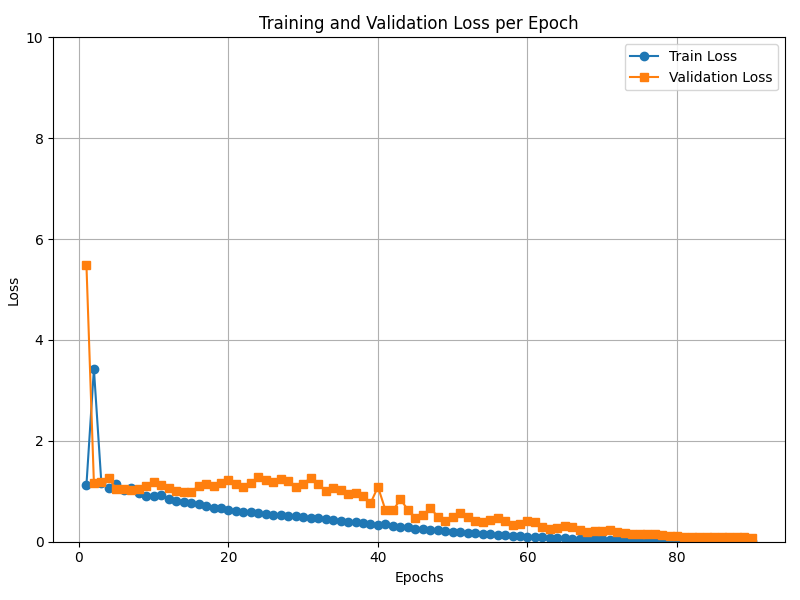 Training and Validation Loss per Epoch
10
8
6
4
2
0
Loss
Train Loss
Validation Loss
0 20 40 60 80
Epochs